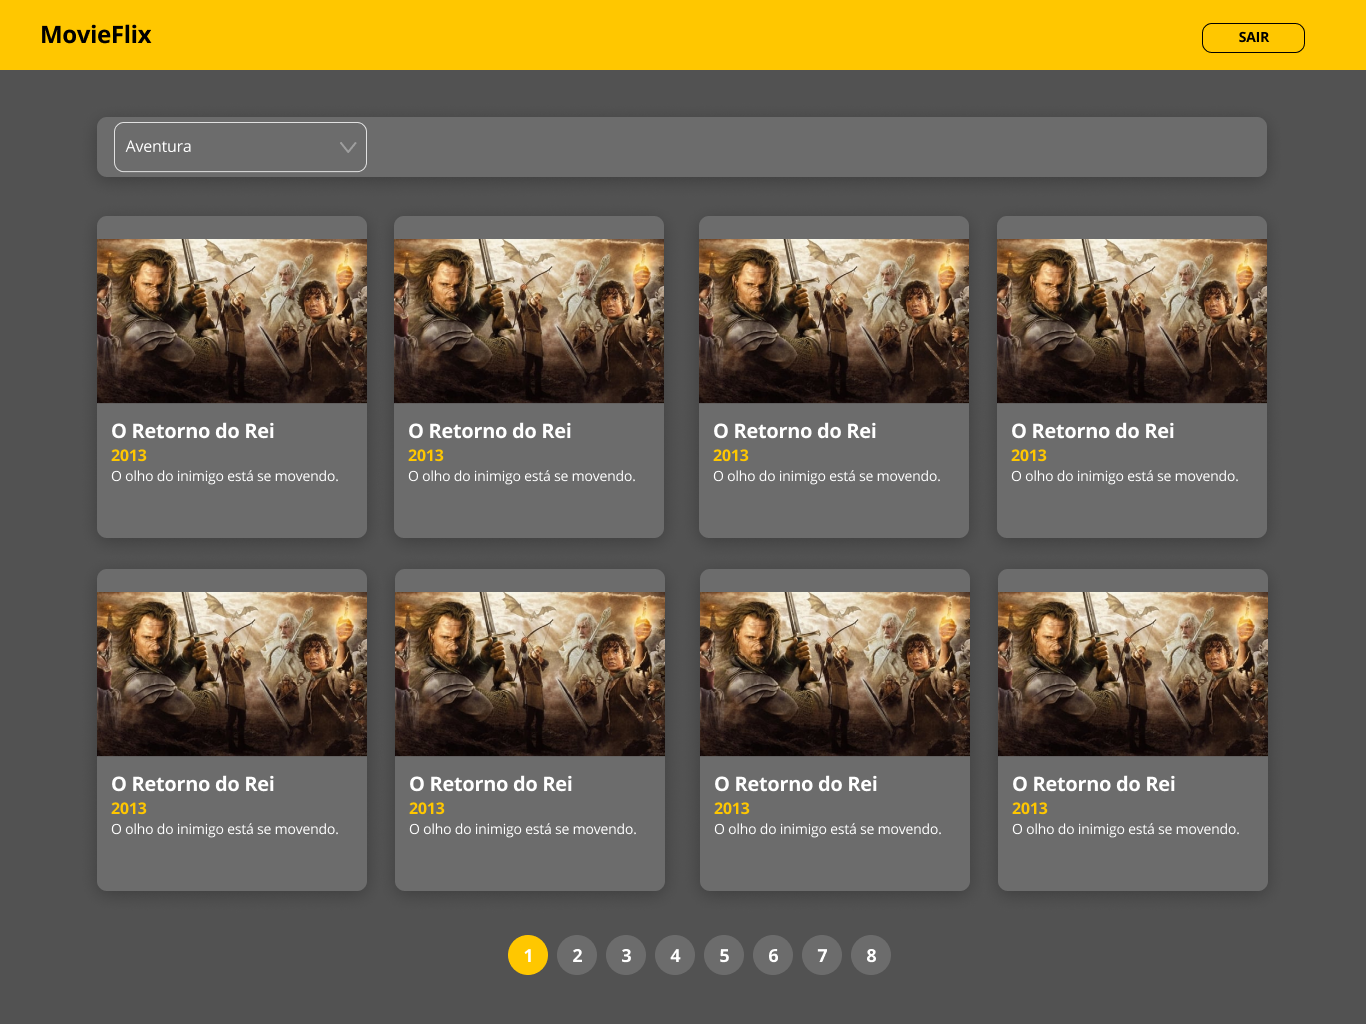 MovieFlix
SAIR
Aventura
O Retorno do Rei
2013
O olho do inimigo está se movendo.
O Retorno do Rei
2013
O olho do inimigo está se movendo.
O Retorno do Rei
2013
O olho do inimigo está se movendo.
O Retorno do Rei
2013
O olho do inimigo está se movendo.
O Retorno do Rei
2013
O olho do inimigo está se movendo.
O Retorno do Rei
2013
O olho do inimigo está se movendo.
O Retorno do Rei
2013
O olho do inimigo está se movendo.
O Retorno do Rei
2013
O olho do inimigo está se movendo.
1 2 3 4 5 6 7 8